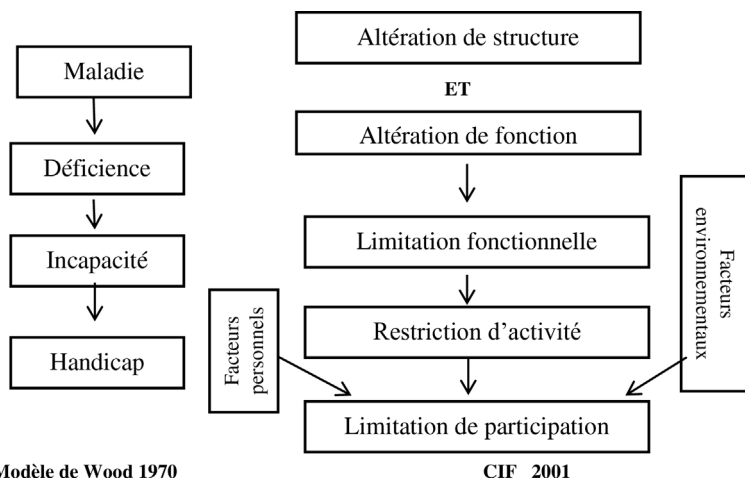 Maladie
Déficience
Incapacité
Handicap
Modèle de Wood 1970
Altération de structure
ET
Altération de fonction
Limitation fonctionnelle
Restriction d'activité
Limitation de participation
Facteurs
personnels
Facteurs
environnementaux
CIF 2001